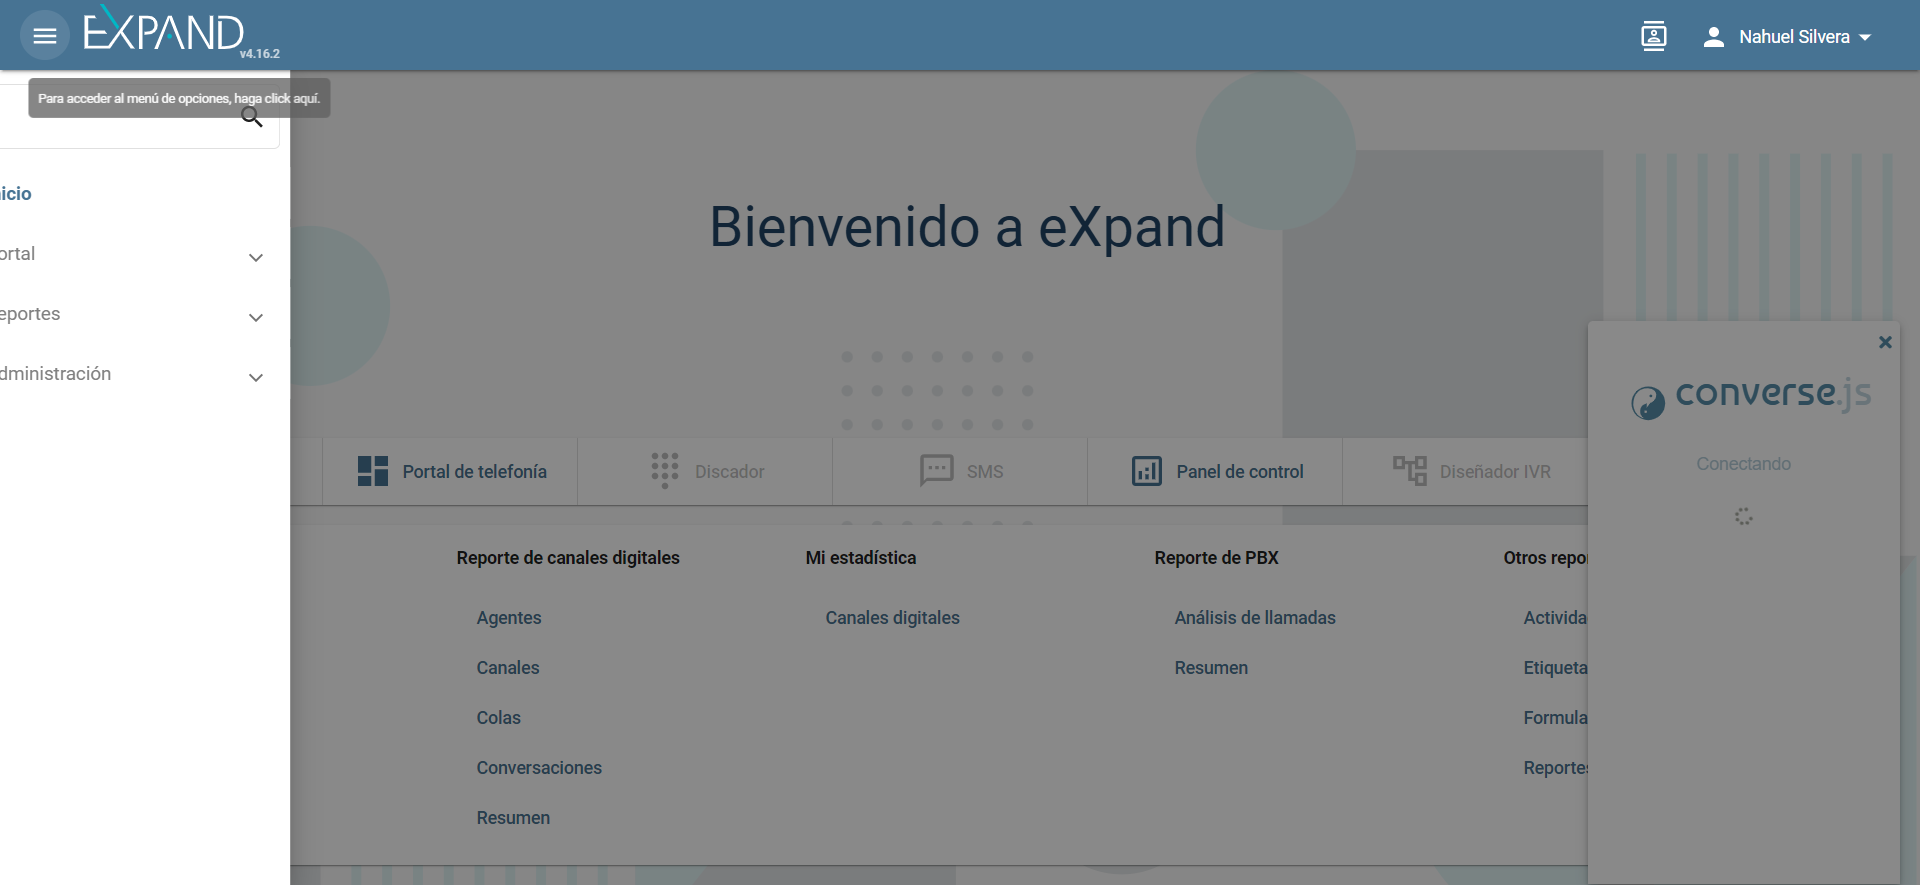 EXPAND
v4.16.2
Nahuel Silvera
Para acceder al menú de opciones, haga click aquí.
icio
ortal
eportes
dministración
Bienvenido a eXpand
converse.js
Conectando
Portal de telefonía
Discador
SMS
Panel de control
Diseñador IVR
Reporte de canales digitales
Agentes
Canales
Colas
Conversaciones
Resumen
Mi estadística
Canales digitales
Reporte de PBX
Análisis de llamadas
Resumen
Otros repo
Activida
Etiqueta
Formula
Reportes